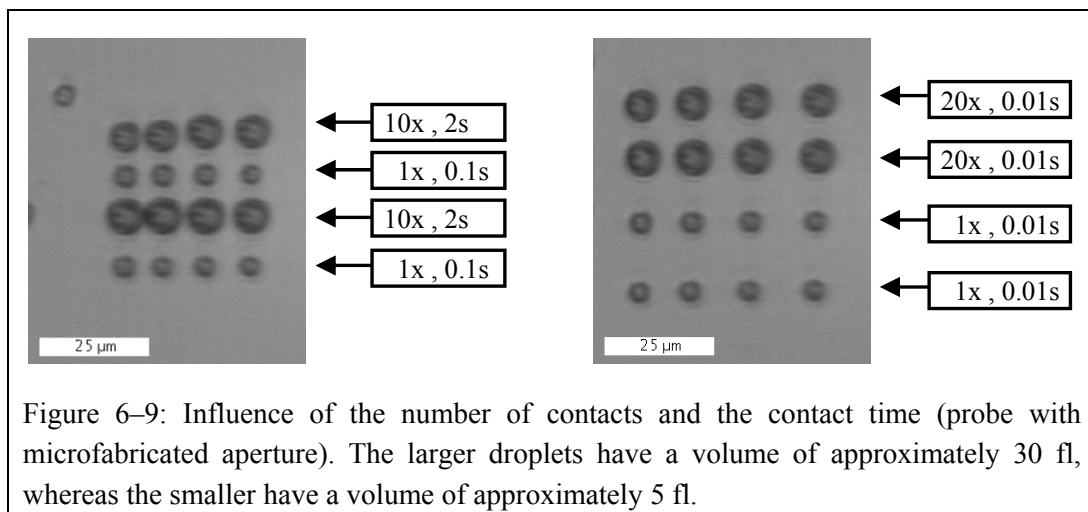 10x , 2s
1x , 0.1s
10x , 2s
1x , 0.1s
25 µm
20x , 0.01s
20x , 0.01s
1x , 0.01s
1x , 0.01s
25 µm
Figure 6–9: Influence of the number of contacts and the contact time (probe with
microfabricated aperture). The larger droplets have a volume of approximately 30 fl,
whereas the smaller have a volume of approximately 5 fl.